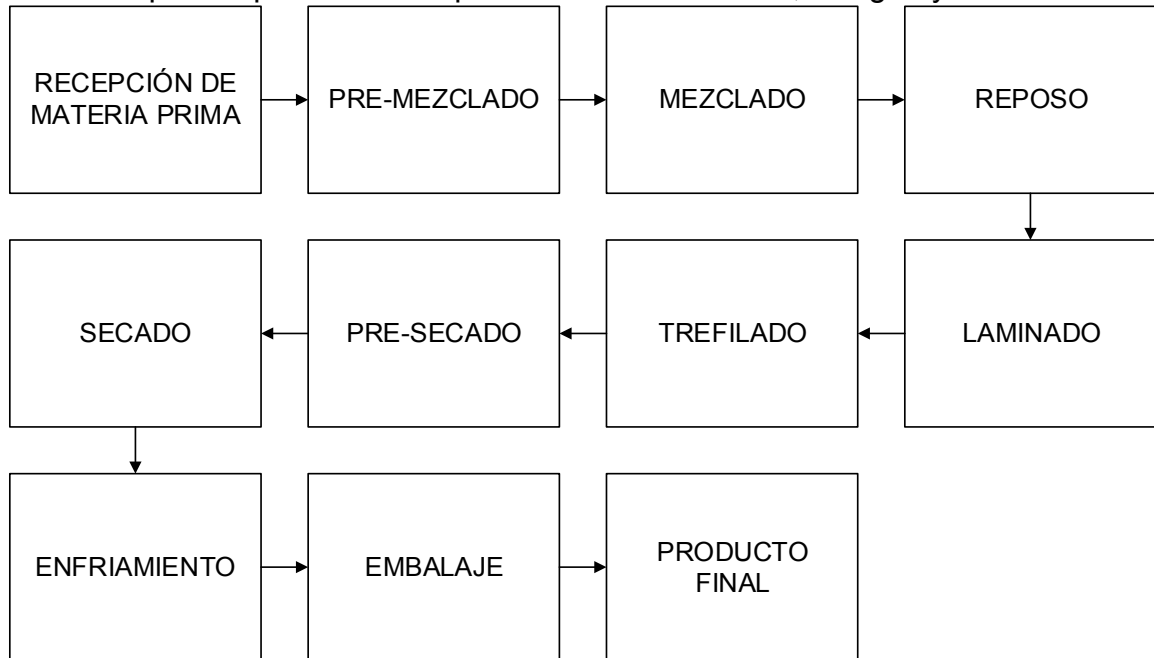 RECEPCIÓN DE
MATERIA PRIMA
PRE-MEZCLADO
MEZCLADO
REPOSO
SECADO
PRE-SECADO
TREFILADO
LAMINADO
ENFRIAMIENTO
EMBALAJE
PRODUCTO
FINAL